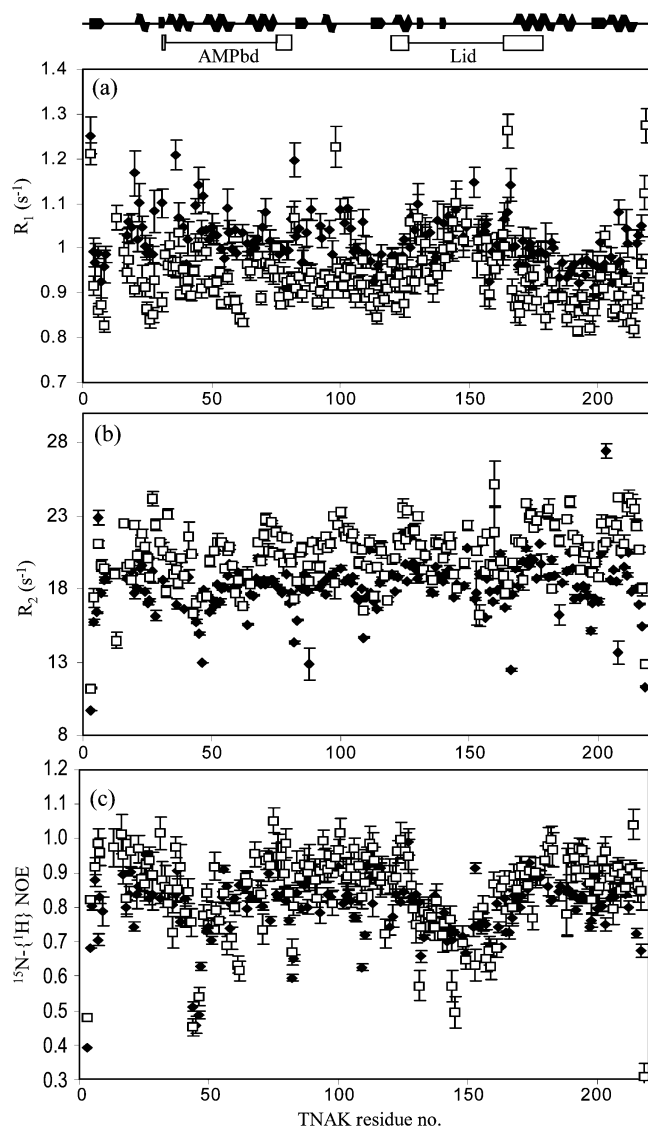 AMPbd Lid
(a)
1.4
1.3
1.2
1.1
1
0.9
0.8
0.7
R₁ (s⁻¹)
0 50 100 150 200
(b)
28
23
18
13
8
R₂ (s⁻¹)
0 50 100 150 200
(c)
1.2
1.1
1.0
0.9
0.8
0.7
0.6
0.5
0.4
0.3
¹⁵N-{¹H} NOE
0 50 100 150 200
TNAK residue no.